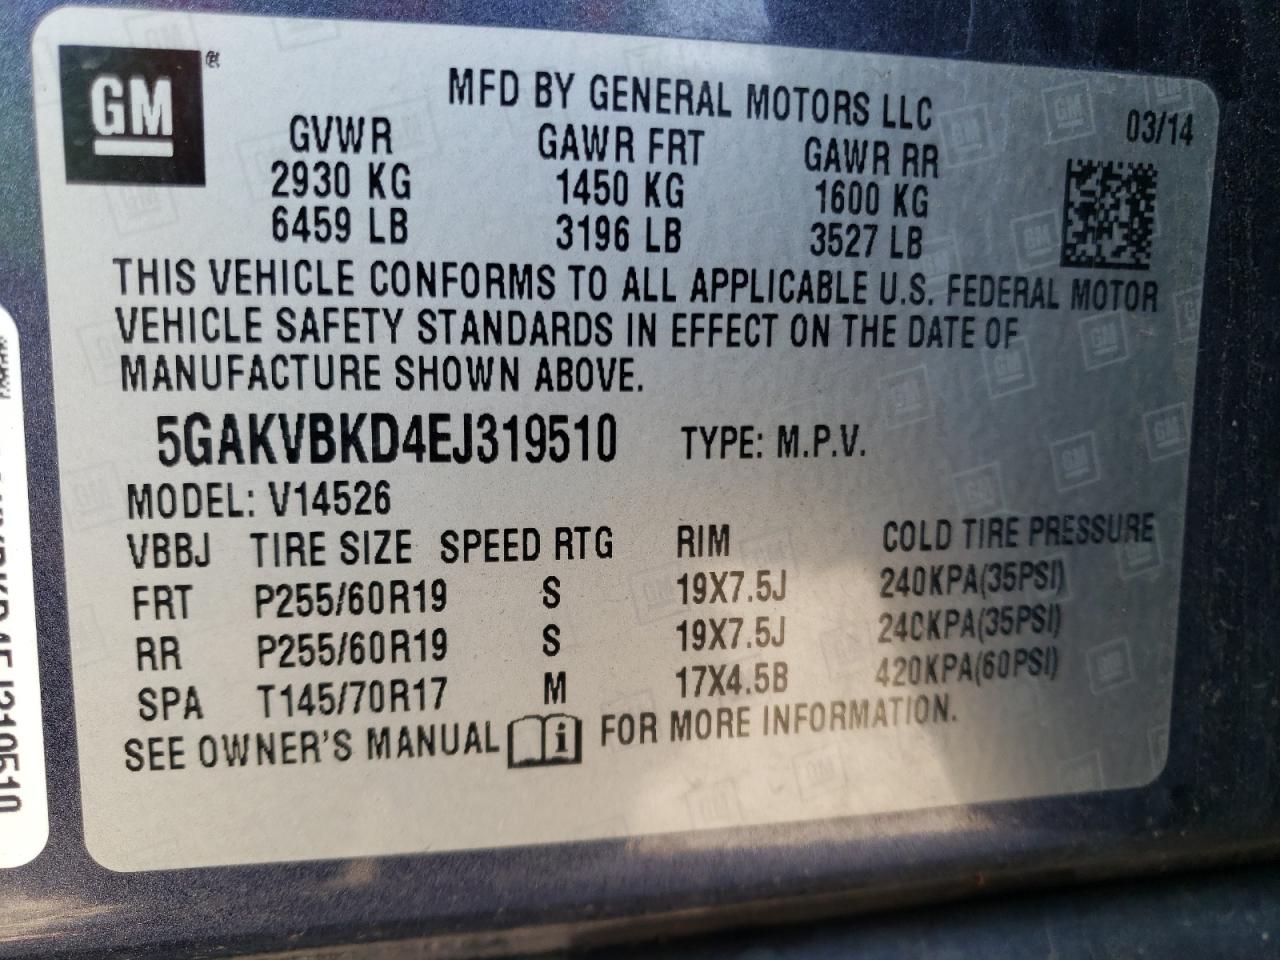 GM
MFD BY GENERAL MOTORS LLC
03/14
GVWR GAWR FRT GAWR RR
2930 KG 1450 KG 1600 KG
6459 LB 3196 LB 3527 LB
THIS VEHICLE CONFORMS TO ALL APPLICABLE U.S. FEDERAL MOTOR
VEHICLE SAFETY STANDARDS IN EFFECT ON THE DATE OF
MANUFACTURE SHOWN ABOVE.
5GAKVBKD4EJ319510 TYPE: M.P.V.
MODEL: V14526
VBBJ TIRE SIZE SPEED RTG RIM COLD TIRE PRESSURE
FRT P255/60R19 S 19X7.5J 240KPA(35PSI)
RR P255/60R19 S 19X7.5J 240KPA(35PSI)
SPA T145/70R17 M 17X4.5B 420KPA(60PSI)
SEE OWNER'S MANUAL i FOR MORE INFORMATION.